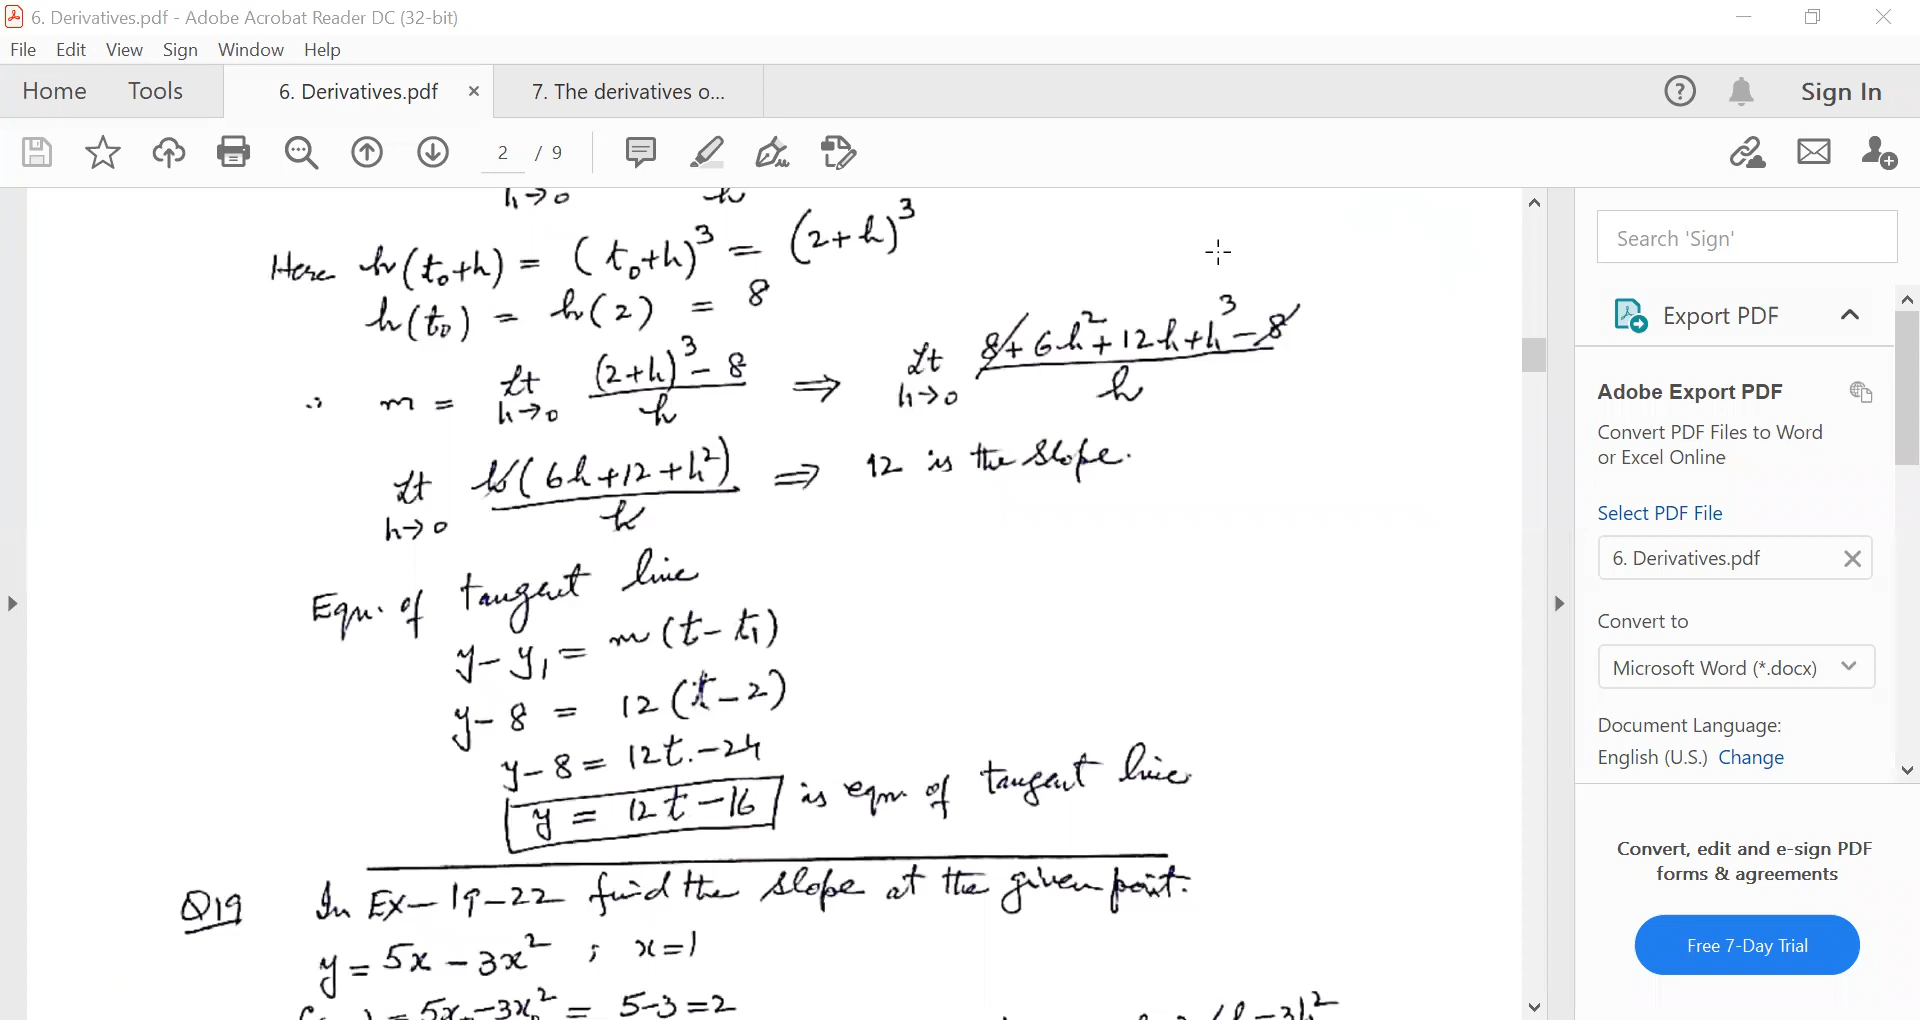 6. Derivatives.pdf - Adobe Acrobat Reader DC (32-bit)
File Edit View Sign Window Help
Home Tools 6. Derivatives.pdf × 7. The derivatives o... ? Sign In
2 / 9
h→0 h
Here h(t₀+h) = (t₀+h)³ = (2+h)³
h(t₀) = h(2) = 8
∴ m = Lt h→0 (2+h)³ - 8 / h ⇒ Lt h→0 8+6h²+12h+h³-8 / h
Lt h→0 h(6h+12+h²) / h ⇒ 12 is the slope.
Eqn. of tangent line
y-y₁ = m(t-t₁)
y-8 = 12(t-2)
y-8 = 12t.-24
y = 12t-16 is eqn. of tangent line
Q19 In Ex-19-22 find the slope at the given point.
y = 5x - 3x² ; x=1
= 5x₀-3x₀² = 5-3=2
Search 'Sign'
Export PDF
Adobe Export PDF
Convert PDF Files to Word
or Excel Online
Select PDF File
6. Derivatives.pdf
Convert to
Microsoft Word (*.docx)
Document Language:
English (U.S.) Change
Convert, edit and e-sign PDF
forms & agreements
Free 7-Day Trial